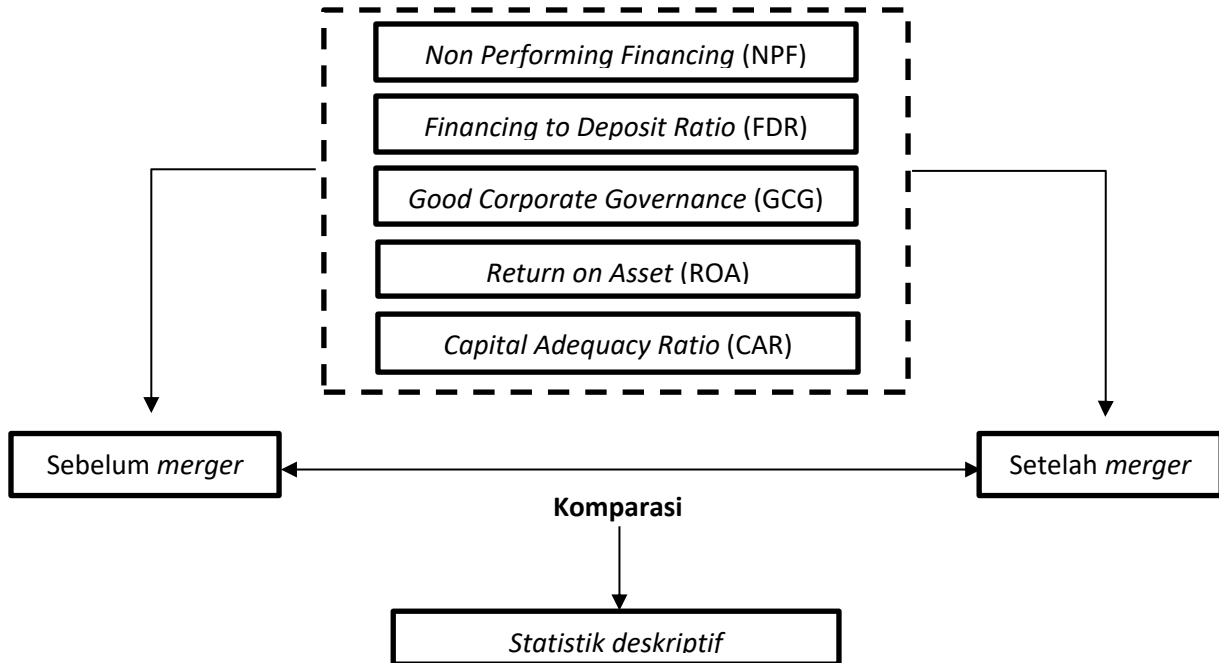 Non Performing Financing (NPF)
Financing to Deposit Ratio (FDR)
Good Corporate Governance (GCG)
Return on Asset (ROA)
Capital Adequacy Ratio (CAR)
Sebelum merger
Setelah merger
Komparasi
Statistik deskriptif